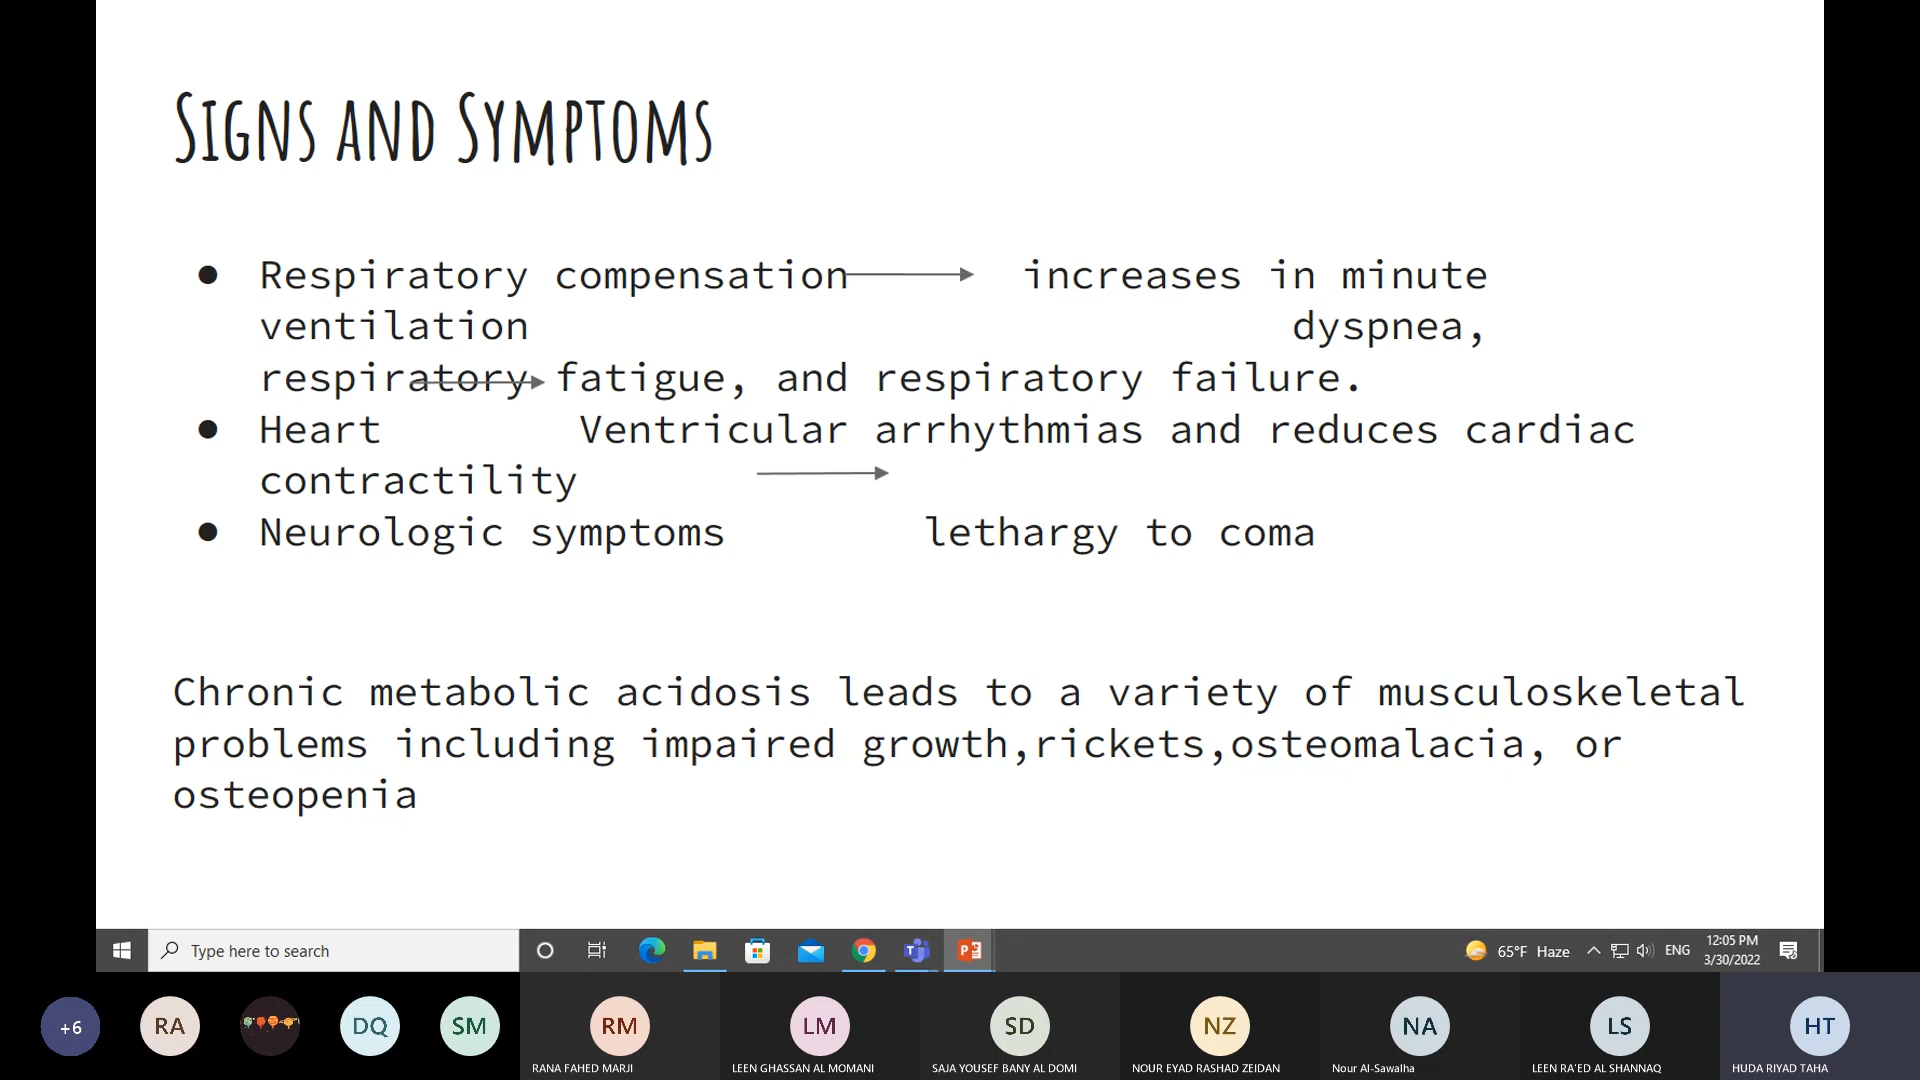 Signs and Symptoms
● Respiratory compensation increases in minute
ventilation dyspnea,
respiratory fatigue, and respiratory failure.
● Heart Ventricular arrhythmias and reduces cardiac
contractility
● Neurologic symptoms lethargy to coma
Chronic metabolic acidosis leads to a variety of musculoskeletal
problems including impaired growth,rickets,osteomalacia, or
osteopenia
Type here to search
65°F Haze
ENG
12:05 PM
3/30/2022
+6
RA
DQ
SM
RM
LM
SD
NZ
NA
LS
HT
RANA FAHED MARJI
LEEN GHASSAN AL MOMANI
SAJA YOUSEF BANY AL DOMI
NOUR EYAD RASHAD ZEIDAN
Nour Al-Sawalha
LEEN RA'ED AL SHANNAQ
HUDA RIYAD TAHA